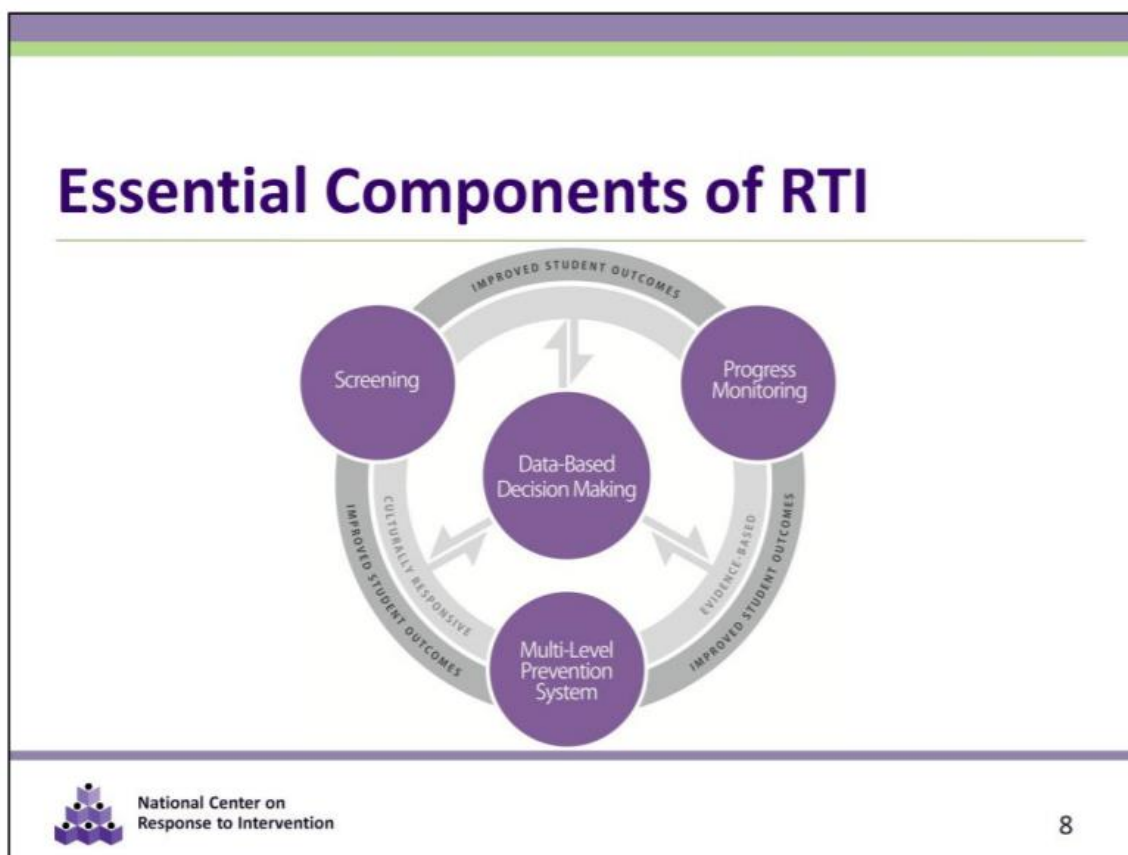 Essential Components of RTI
IMPROVED STUDENT OUTCOMES
Screening
Progress
Monitoring
Data-Based
Decision Making
CULTURALLY RESPONSIVE
EVIDENCE-BASED
IMPROVED STUDENT OUTCOMES
IMPROVED STUDENT OUTCOMES
Multi-Level
Prevention
System
National Center on
Response to Intervention
8